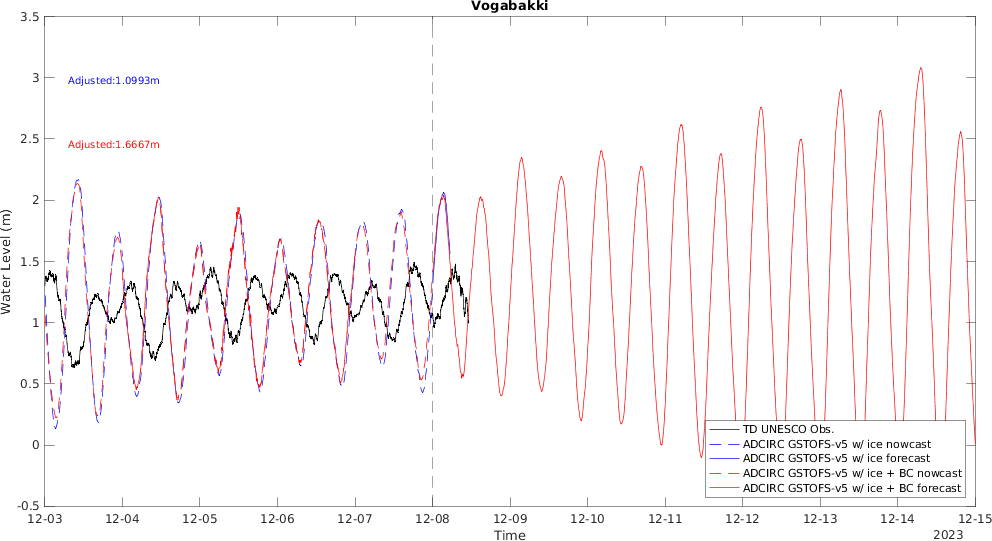 Vogabakki
3.5
3
2.5
2
1.5
1
0.5
0
-0.5
Water Level (m)
Adjusted:1.0993m
Adjusted:1.6667m
TD UNESCO Obs.
ADCIRC GSTOFS-v5 w/ ice nowcast
ADCIRC GSTOFS-v5 w/ ice forecast
ADCIRC GSTOFS-v5 w/ ice + BC nowcast
ADCIRC GSTOFS-v5 w/ ice + BC forecast
12-03 12-04 12-05 12-06 12-07 12-08 12-09 12-10 12-11 12-12 12-13 12-14 12-15
Time
2023